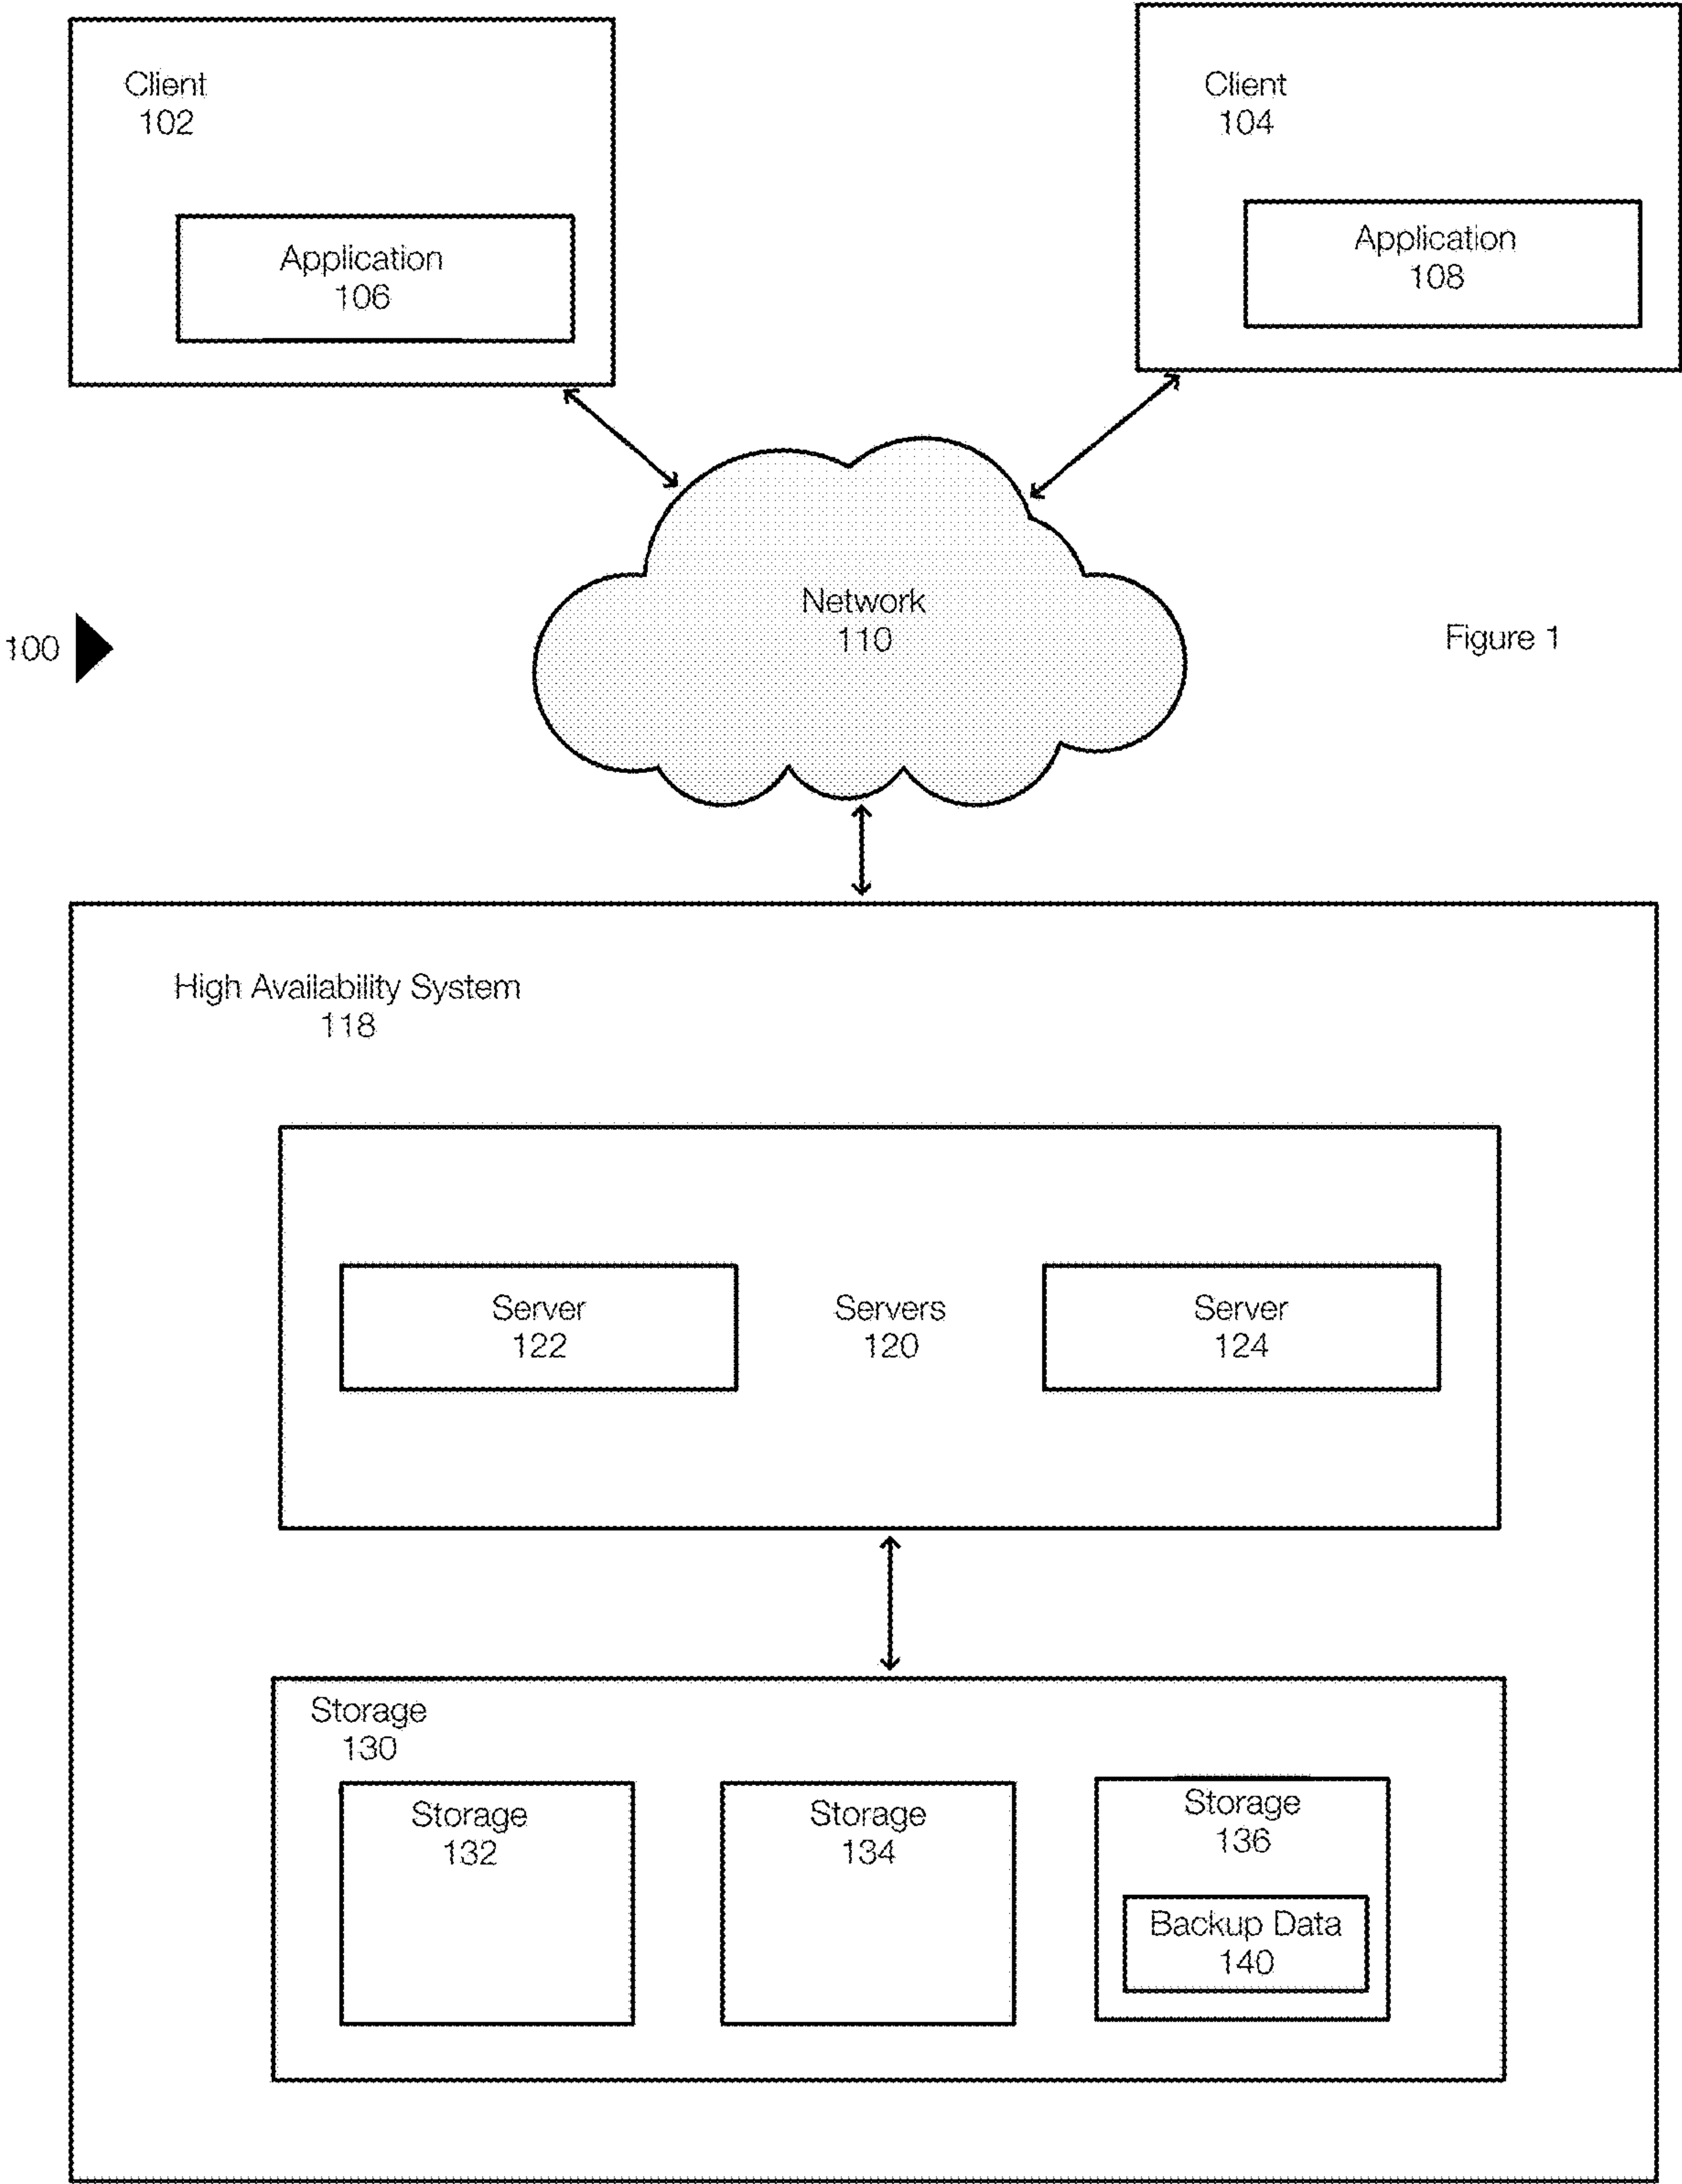 Client
102
Application
106
Client
104
Application
108
Network
110
100
Figure 1
High Availability System
118
Server
122
Servers
120
Server
124
Storage
130
Storage
132
Storage
134
Storage
136
Backup Data
140